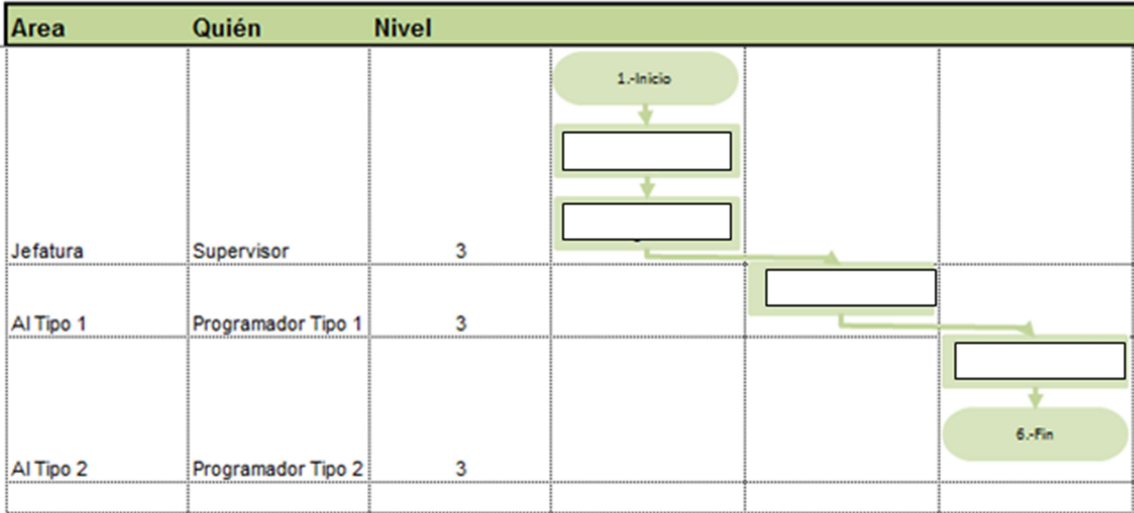 Area Quién Nivel
1.-Inicio
Jefatura Supervisor 3
AI Tipo 1 Programador Tipo 1 3
AI Tipo 2 Programador Tipo 2 3
6.-Fin